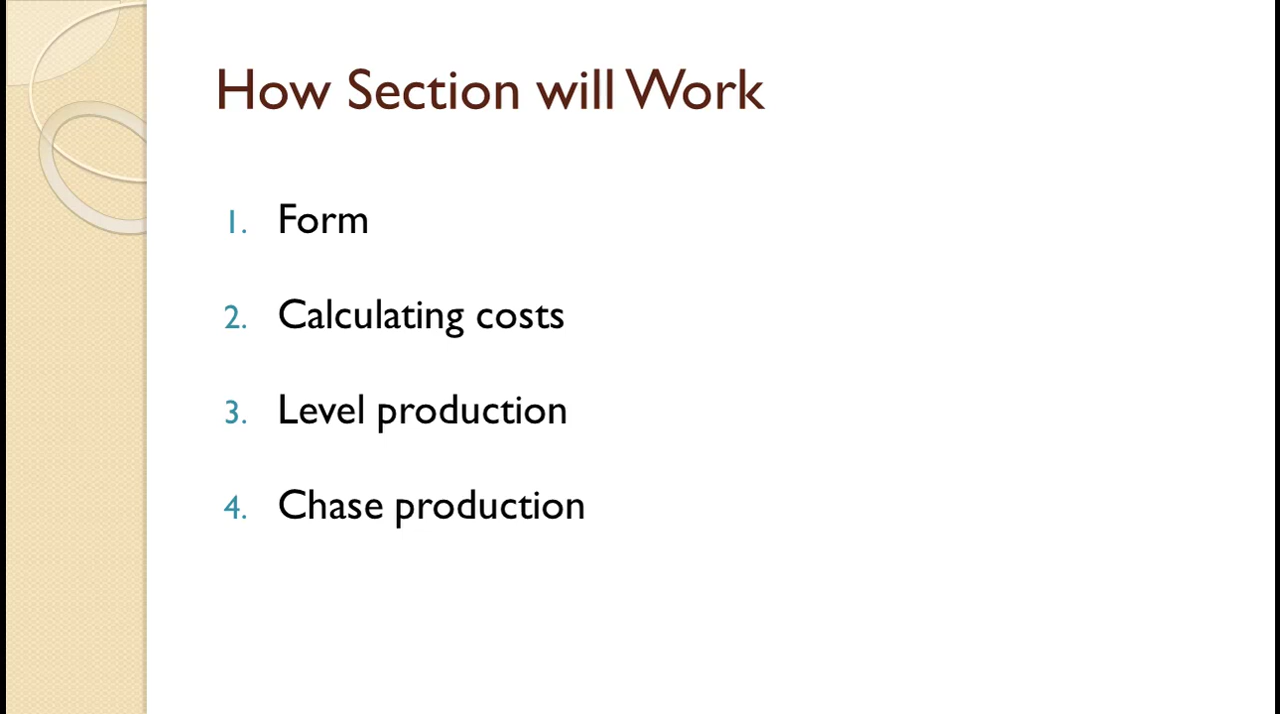 How Section will Work
1. Form
2. Calculating costs
3. Level production
4. Chase production